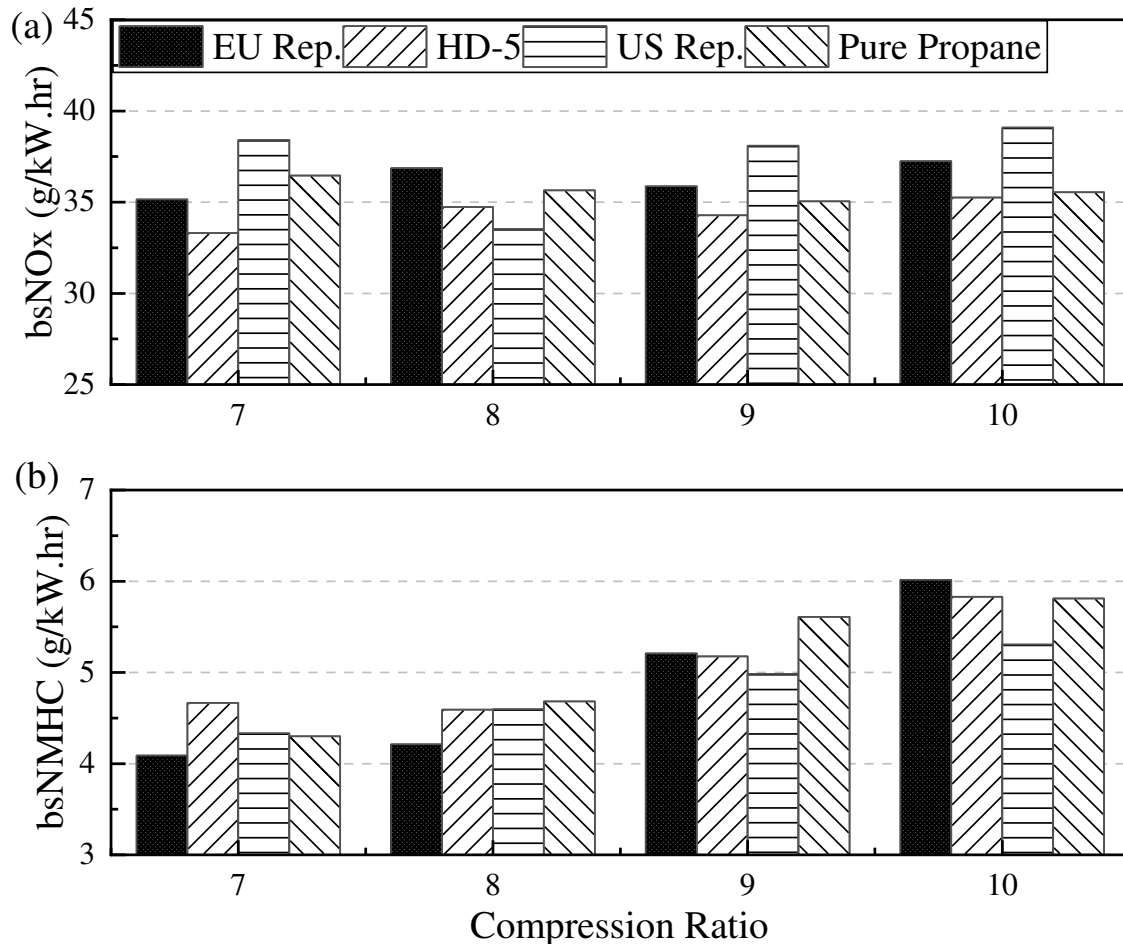 (a)
45
EU Rep. HD-5 US Rep. Pure Propane
40
35
30
25
bsNOx (g/kW.hr)
7 8 9 10
(b)
7
6
5
4
3
bsNMHC (g/kW.hr)
7 8 9 10
Compression Ratio